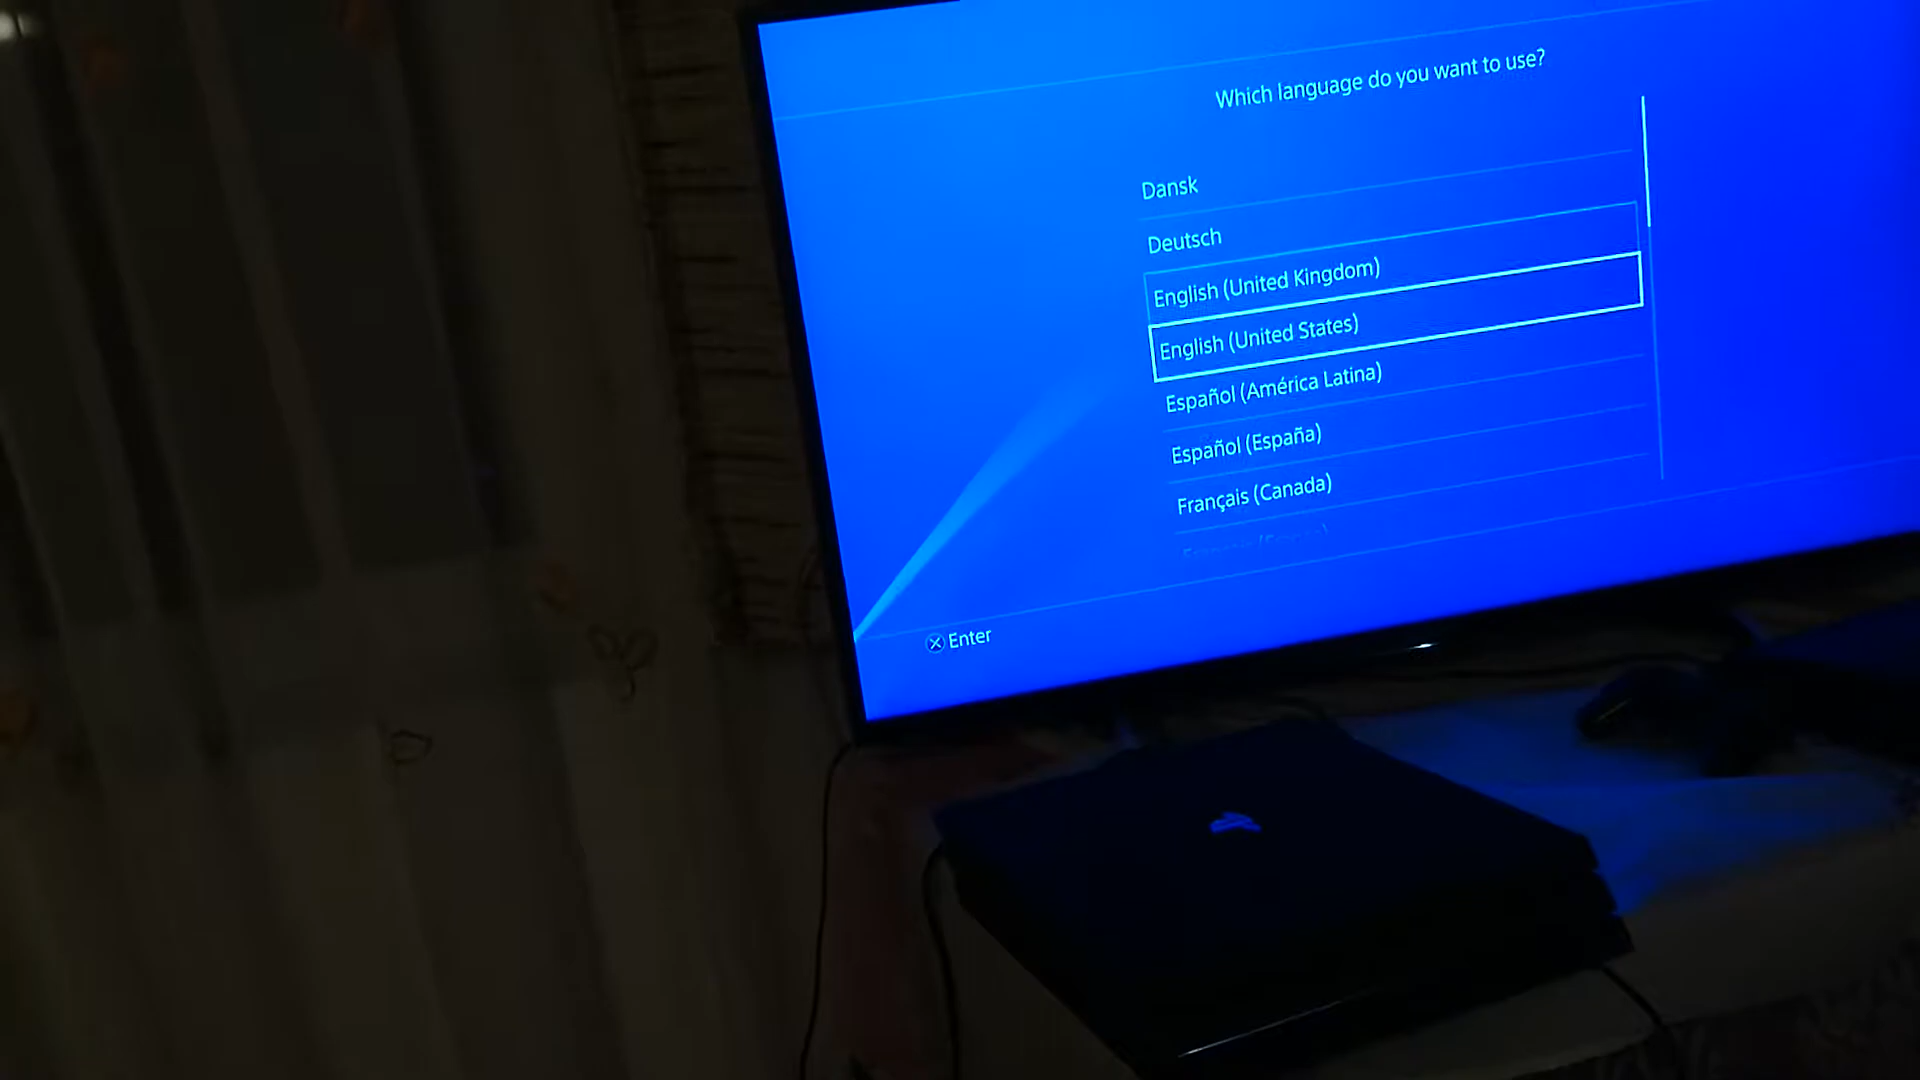 Which language do you want to use?
Dansk
Deutsch
English (United Kingdom)
English (United States)
Español (América Latina)
Español (España)
Français (Canada)
Enter